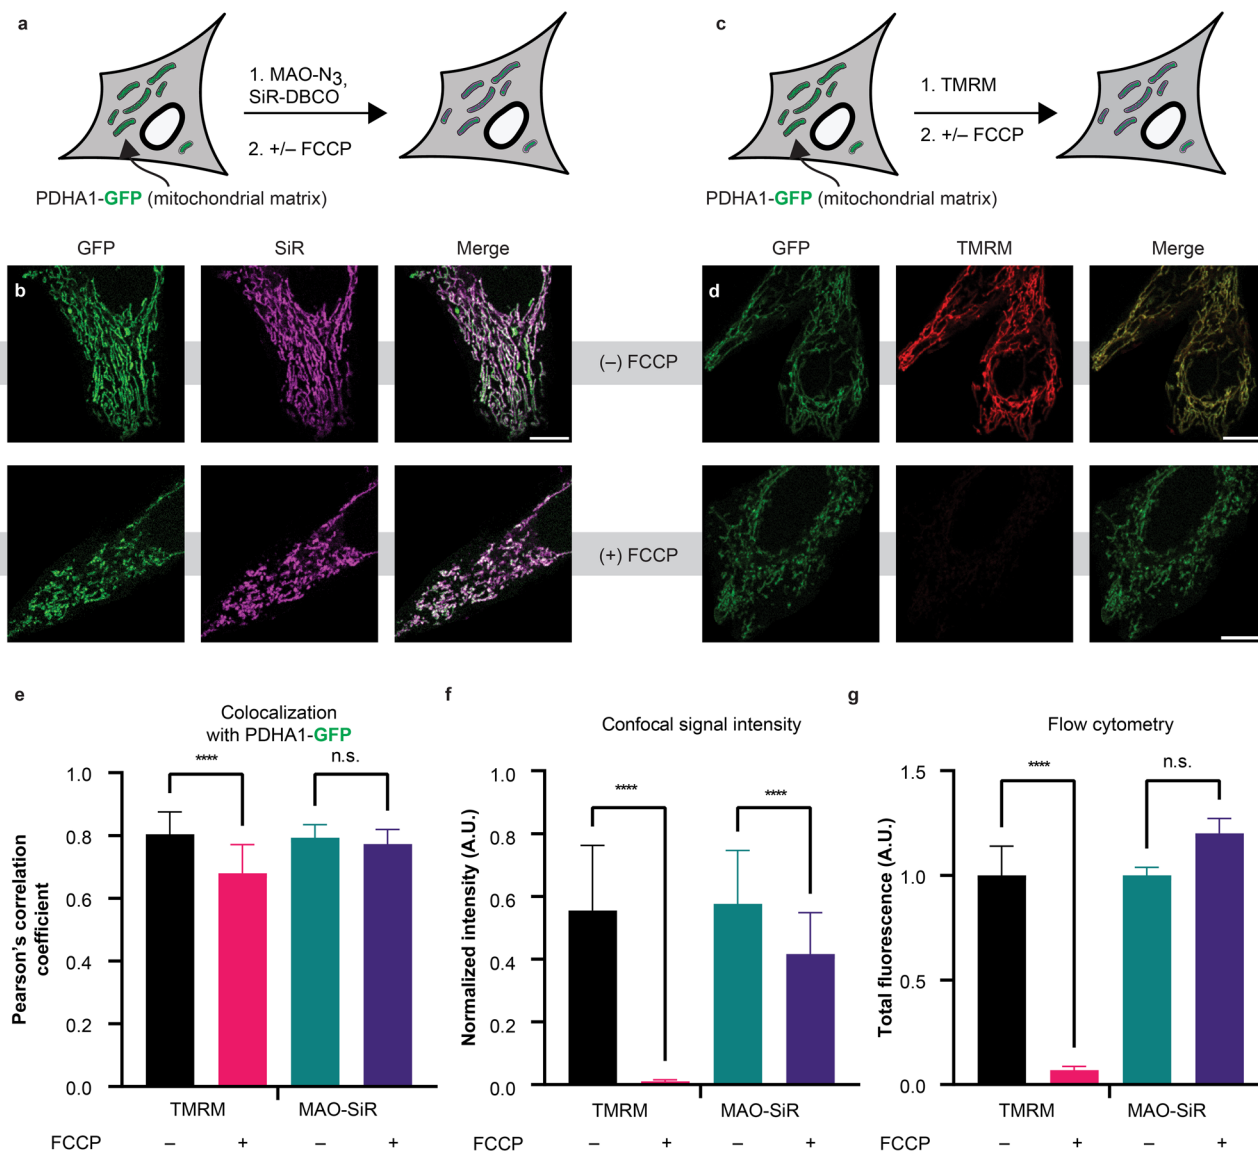 a
1. MAO-N3,
SiR-DBCO
2. +/– FCCP
PDHA1-GFP (mitochondrial matrix)
c
1. TMRM
2. +/– FCCP
PDHA1-GFP (mitochondrial matrix)
GFP SiR Merge
b
GFP TMRM Merge
d
(–) FCCP
(+) FCCP
e
Colocalization
with PDHA1-GFP
**** n.s.
Pearson's correlation
coefficient
1.0
0.8
0.6
0.4
0.2
0.0
TMRM MAO-SiR
FCCP – + – +
f
Confocal signal intensity
**** ****
Normalized intensity (A.U.)
1.0
0.8
0.6
0.4
0.2
0.0
TMRM MAO-SiR
– + – +
g
Flow cytometry
**** n.s.
Total fluorescence (A.U.)
1.5
1.0
0.5
0.0
TMRM MAO-SiR
FCCP – + – +